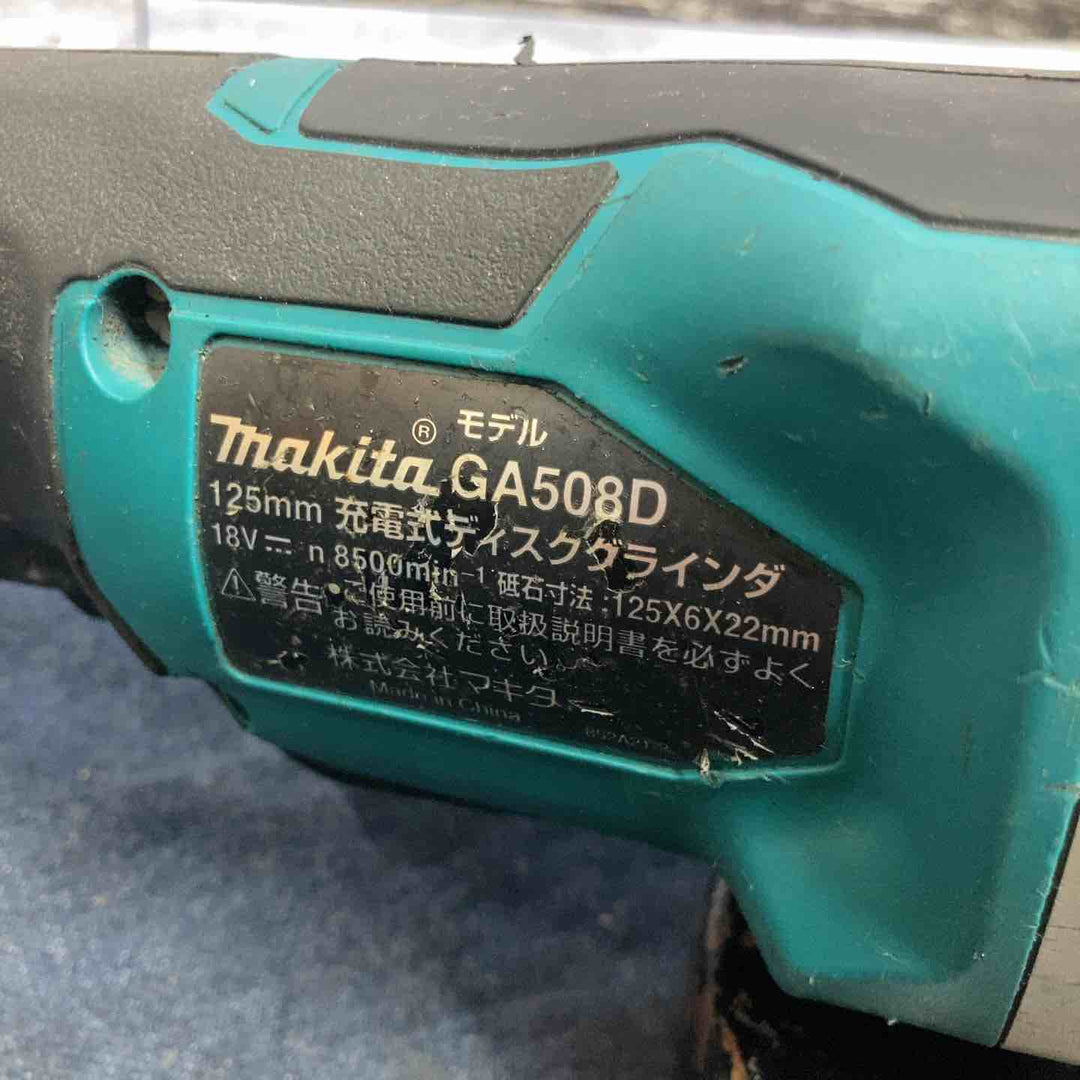 makita® モデル GA508D
125mm 充電式ディスクグラインダ
18V⎓ n 8500min⁻¹ 砥石寸法:125X6X22mm
⚠警告・ご使用前に取扱説明書を必ずよく
お読みください。
株式会社マキタ
Made in China